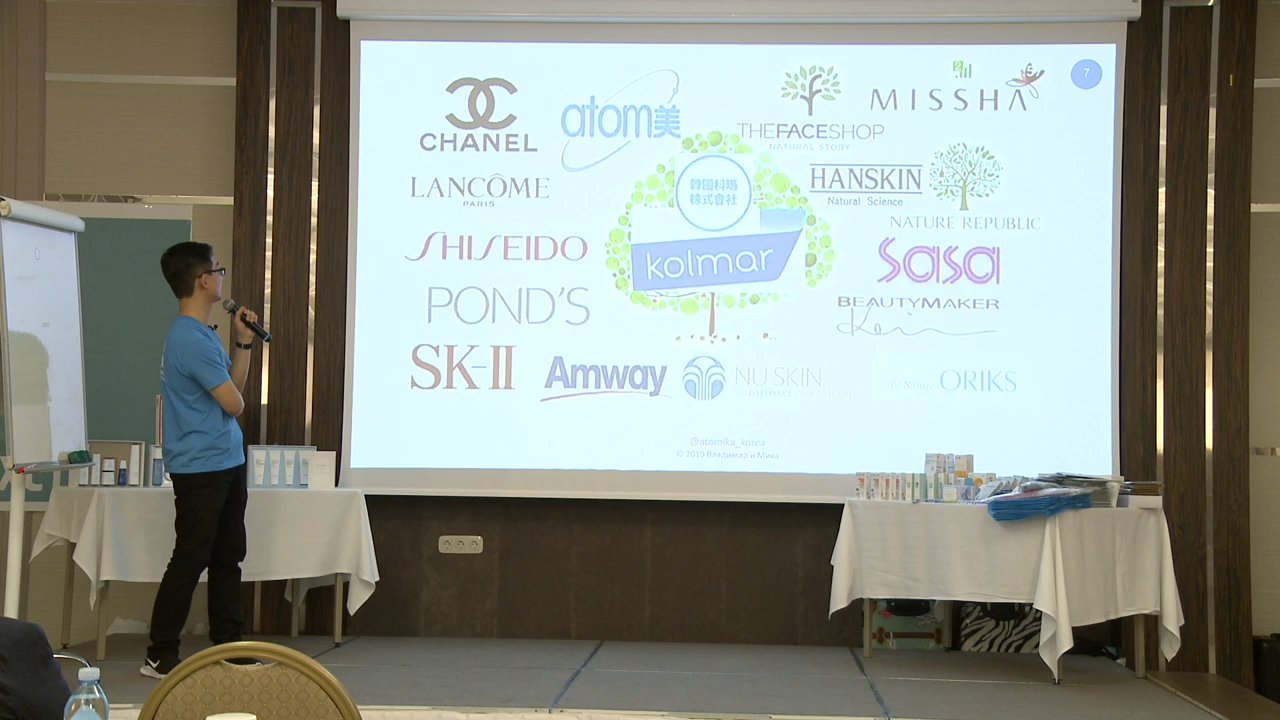 7
CHANEL
atom美
THEFACESHOP
NATURAL STORY
MISSHA
LANCÔME
PARIS
韓國科瑪
株式會社
HANSKIN
Natural Science
NATURE REPUBLIC
SHISEIDO
kolmar
sasa
POND'S
BEAUTYMAKER
Kevin
SK-II
Amway
NU SKIN
ORIKS
@atomika_korea
© 2019 Владимир и Мика